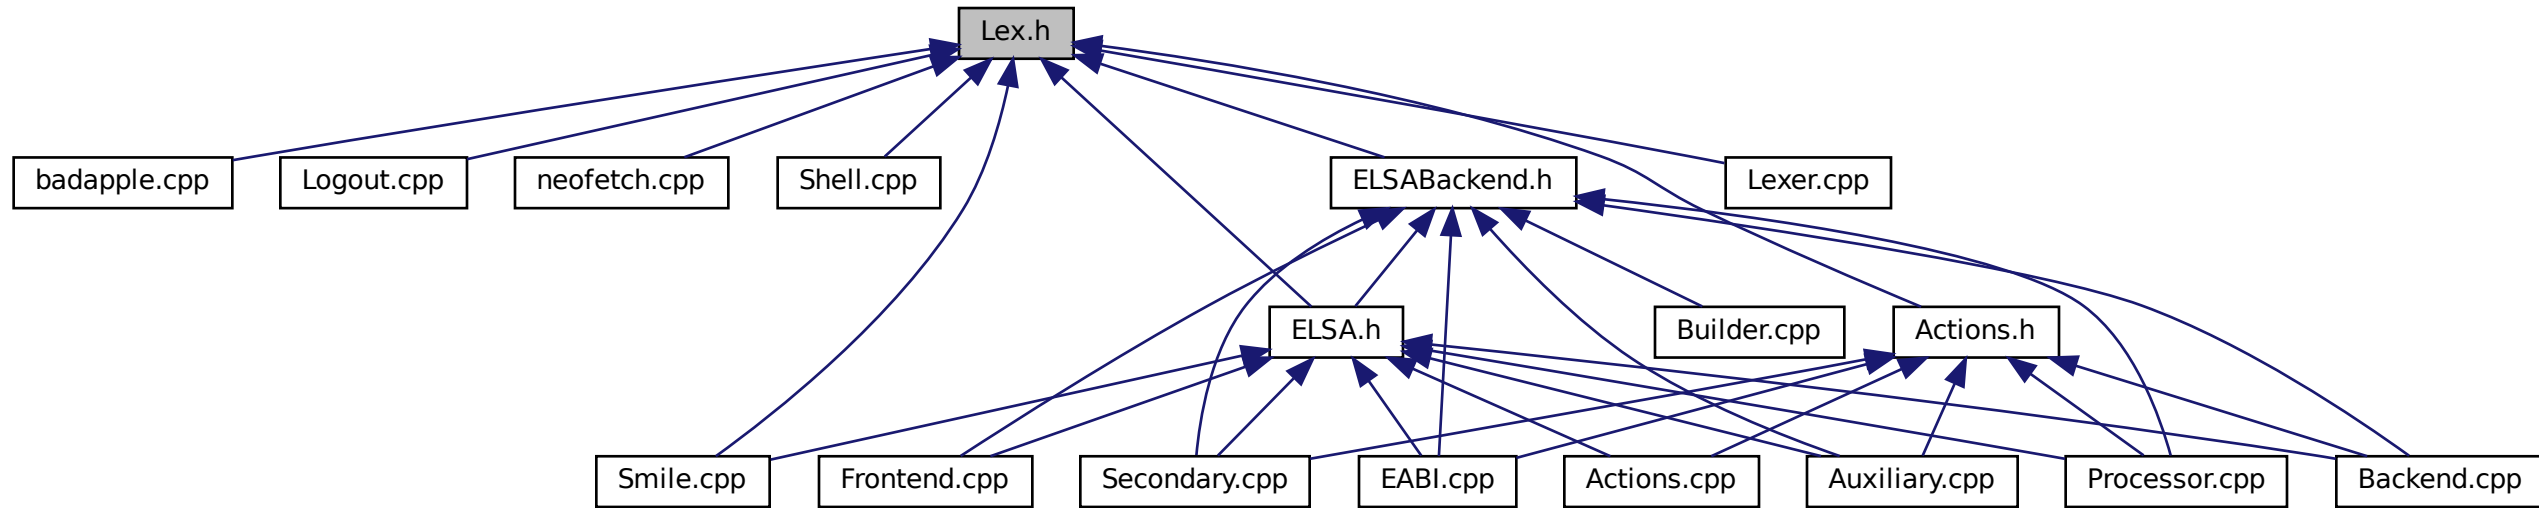 Lex.h
badapple.cpp
Logout.cpp
neofetch.cpp
Shell.cpp
ELSABackend.h
Lexer.cpp
ELSA.h
Builder.cpp
Actions.h
Smile.cpp
Frontend.cpp
Secondary.cpp
EABI.cpp
Actions.cpp
Auxiliary.cpp
Processor.cpp
Backend.cpp